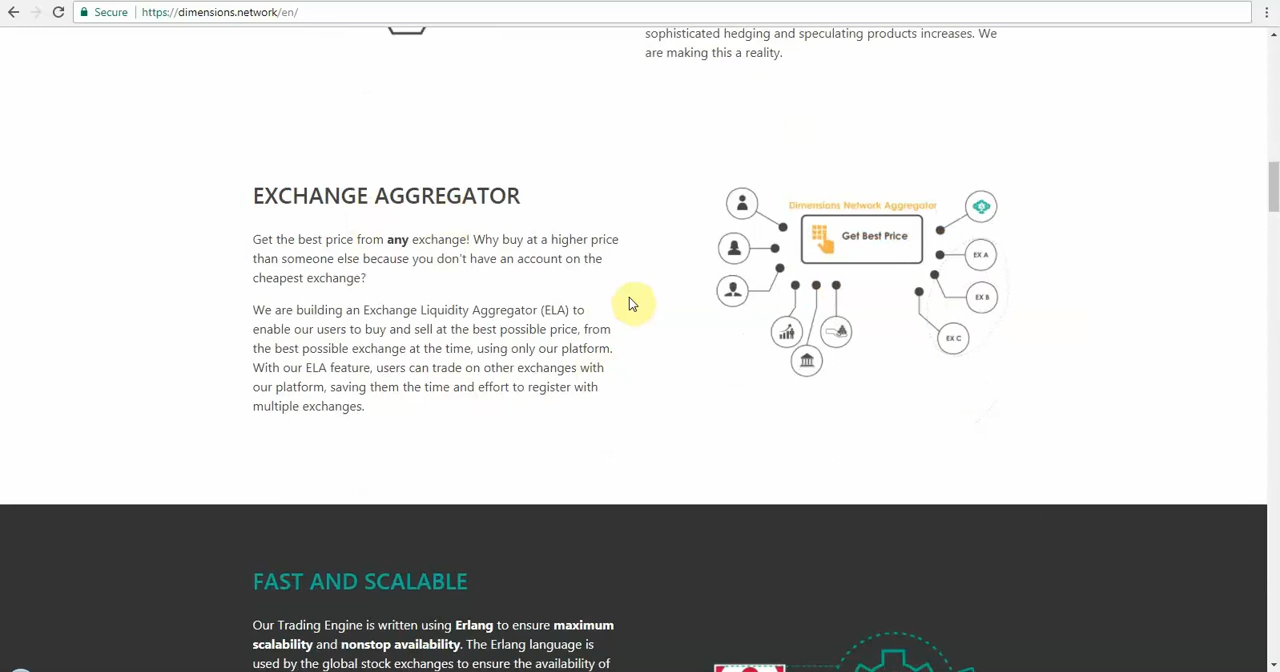 Secure
https://dimensions.network/en/
sophisticated hedging and speculating products increases. We
are making this a reality.
EXCHANGE AGGREGATOR
Get the best price from any exchange! Why buy at a higher price
than someone else because you don't have an account on the
cheapest exchange?
We are building an Exchange Liquidity Aggregator (ELA) to
enable our users to buy and sell at the best possible price, from
the best possible exchange at the time, using only our platform.
With our ELA feature, users can trade on other exchanges with
our platform, saving them the time and effort to register with
multiple exchanges.
Dimensions Network Aggregator
Get Best Price
EX A
EX B
EX C
FAST AND SCALABLE
Our Trading Engine is written using Erlang to ensure maximum
scalability and nonstop availability. The Erlang language is
used by the global stock exchanges to ensure the availability of